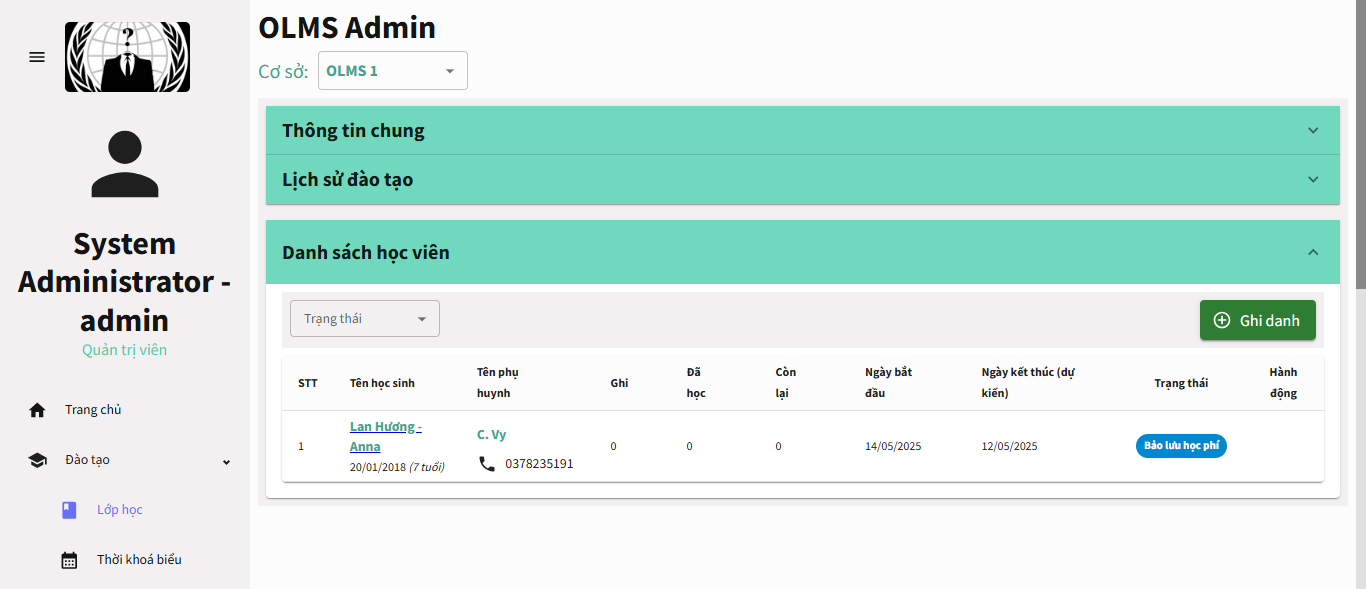 OLMS Admin
Cơ sở:
OLMS 1
?
System
Administrator -
admin
Quản trị viên
Trang chủ
Đào tạo
Lớp học
Thời khoá biểu
Thông tin chung
Lịch sử đào tạo
Danh sách học viên
Trạng thái
Ghi danh
STT
Tên học sinh
Tên phụ
huynh
Ghi
Đã
học
Còn
lại
Ngày bắt
đầu
Ngày kết thúc (dự
kiến)
Trạng thái
Hành
động
1
Lan Hương -
Anna
20/01/2018 (7 tuổi)
C. Vy
0378235191
0
0
0
14/05/2025
12/05/2025
Bảo lưu học phí